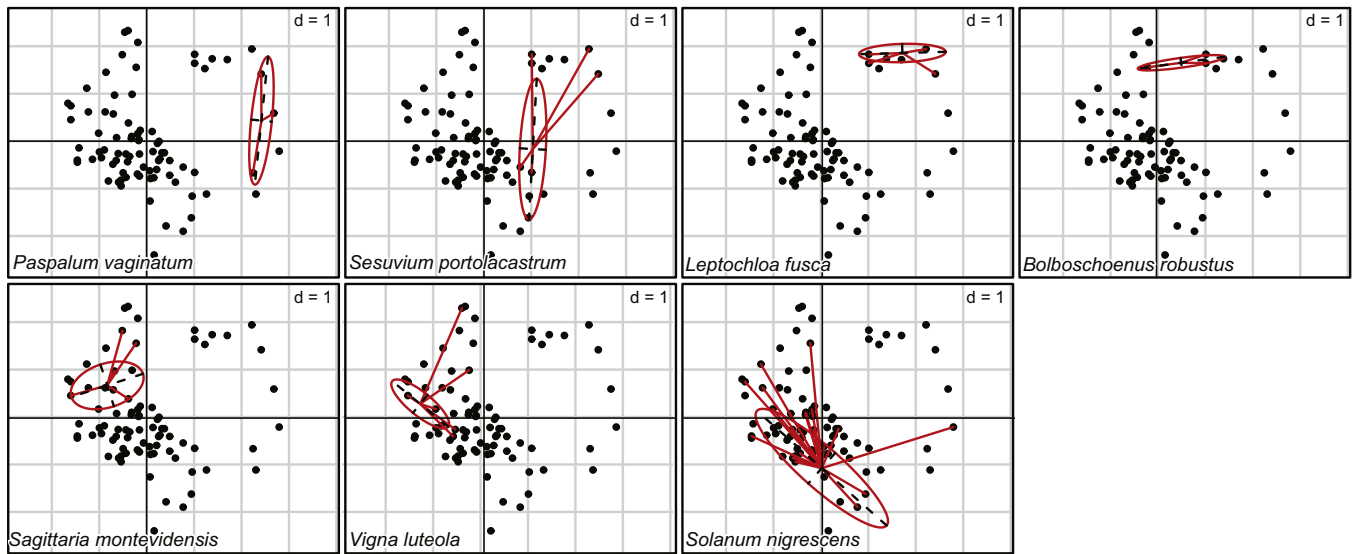 d = 1
d = 1
d = 1
d = 1
Paspalum vaginatum
Sesuvium portolacastrum
Leptochloa fusca
Bolboschoenus robustus
d = 1
d = 1
d = 1
Sagittaria montevidensis
Vigna luteola
Solanum nigrescens